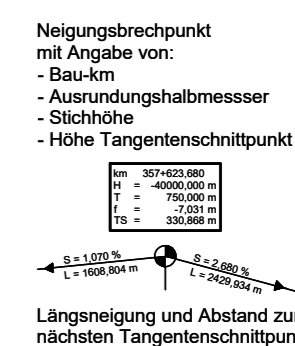 Neigungsbrechpunkt
mit Angabe von:
- Bau-km
- Ausrundungshalbmessser
- Stichhöhe
- Höhe Tangentenschnittpunkt
km 357+623,680
H = -40000,000 m
T = 750,000 m
f = -7,031 m
TS = 330,868 m
S = 1,070 %
L = 1608,804 m
S = 2,680 %
L = 2429,934 m
Längsneigung und Abstand zu
nächsten Tangentenschnittpun